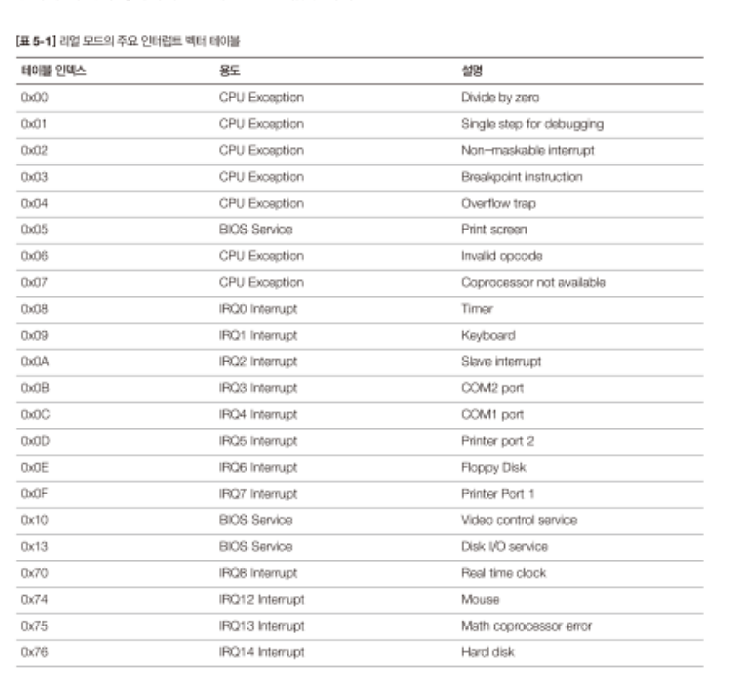 [표 5-1] 리얼 모드의 주요 인터럽트 벡터 테이블
테이블 인덱스 용도 설명
0x00 CPU Exception Divide by zero
0x01 CPU Exception Single step for debugging
0x02 CPU Exception Non-maskable interrupt
0x03 CPU Exception Breakpoint instruction
0x04 CPU Exception Overflow trap
0x05 BIOS Service Print screen
0x06 CPU Exception Invalid opcode
0x07 CPU Exception Coprocessor not available
0x08 IRQ0 Interrupt Timer
0x09 IRQ1 Interrupt Keyboard
0x0A IRQ2 Interrupt Slave interrupt
0x0B IRQ3 Interrupt COM2 port
0x0C IRQ4 Interrupt COM1 port
0x0D IRQ5 Interrupt Printer port 2
0x0E IRQ6 Interrupt Floppy Disk
0x0F IRQ7 Interrupt Printer Port 1
0x10 BIOS Service Video control service
0x13 BIOS Service Disk I/O service
0x70 IRQ8 Interrupt Real time clock
0x74 IRQ12 Interrupt Mouse
0x75 IRQ13 Interrupt Math coprocessor error
0x76 IRQ14 Interrupt Hard disk